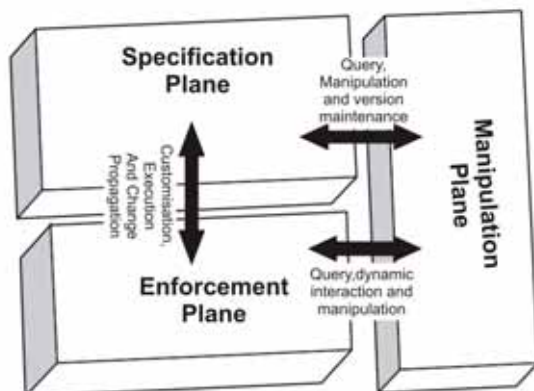 Specification
Plane
Query,
Manipulation
and version
maintenance
Customisation,
Execution
And Change
Propagation
Manipulation
Plane
Enforcement
Plane
Query,dynamic
interaction and
manipulation